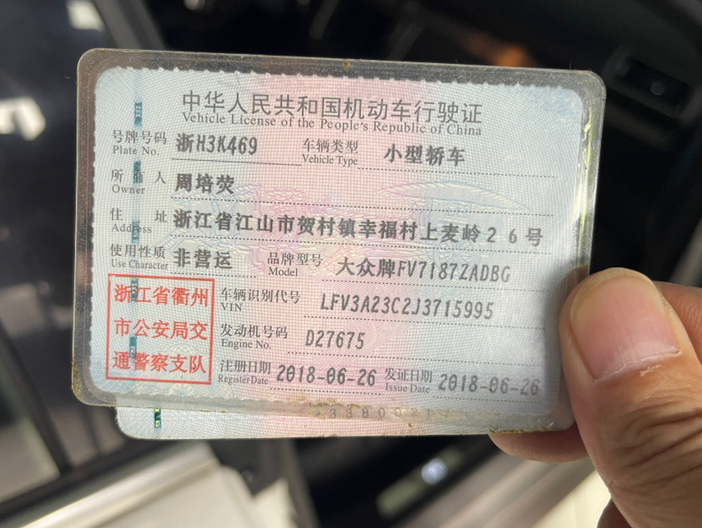 中华人民共和国机动车行驶证
Vehicle License of the People's Republic of China
号牌号码 浙H3K469 车辆类型 小型轿车
Plate No. Vehicle Type
所有人 周培荧
Owner
住址 浙江省江山市贺村镇幸福村上麦岭26号
Address
使用性质 非营运 品牌型号 大众牌FV7187ZADBG
Use Character Model
浙江省衢州 车辆识别代号 LFV3A23C2J3715995
VIN
市公安局交 发动机号码 D27675
Engine No.
通警察支队 注册日期 2018-06-26 发证日期 2018-06-26
Register Date Issue Date